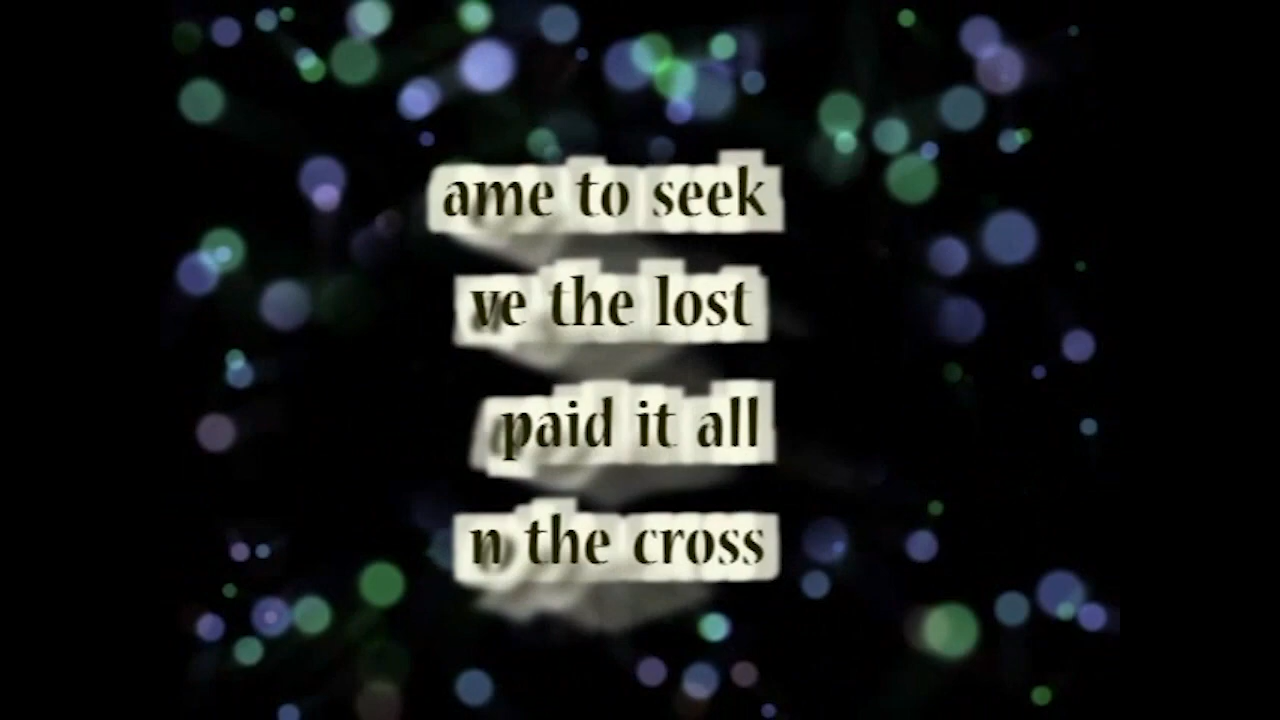 ame to seek
ve the lost
paid it all
n the cross